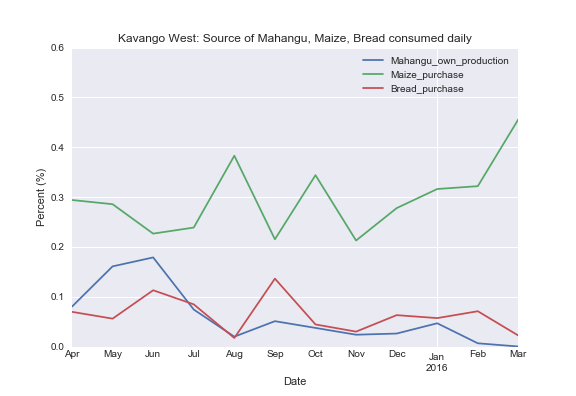 Kavango West: Source of Mahangu, Maize, Bread consumed daily
Mahangu_own_production
Maize_purchase
Bread_purchase
Percent (%)
0.6
0.5
0.4
0.3
0.2
0.1
0.0
Apr May Jun Jul Aug Sep Oct Nov Dec Jan Feb Mar
2016
Date